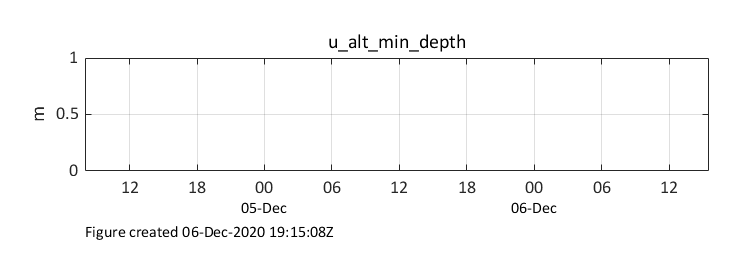 u_alt_min_depth
1
0.5
0
m
12 18 00 06 12 18 00 06 12
05-Dec 06-Dec
Figure created 06-Dec-2020 19:15:08Z